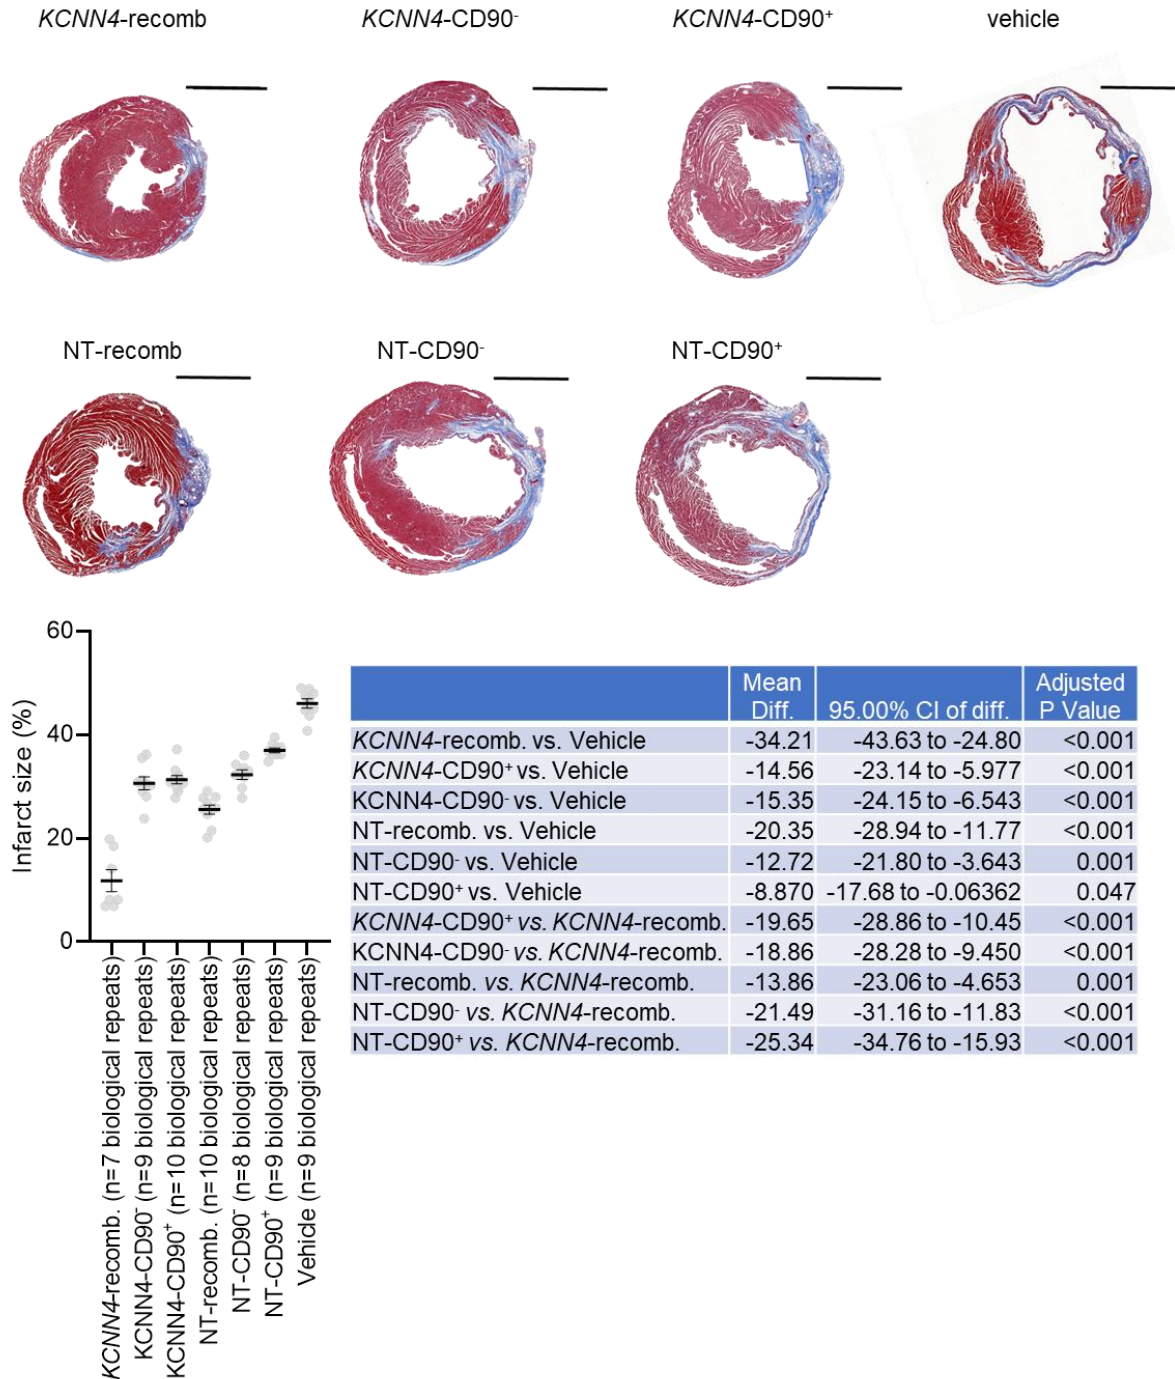 KCNN4-recomb
KCNN4-CD90⁻
KCNN4-CD90⁺
vehicle
NT-recomb
NT-CD90⁻
NT-CD90⁺
Infarct size (%)
60
40
20
0
KCNN4-recomb. (n=7 biological repeats)
KCNN4-CD90⁻ (n=9 biological repeats)
KCNN4-CD90⁺ (n=10 biological repeats)
NT-recomb. (n=10 biological repeats)
NT-CD90⁻ (n=8 biological repeats)
NT-CD90⁺ (n=9 biological repeats)
Vehicle (n=9 biological repeats)
Mean Diff. 95.00% CI of diff. Adjusted P Value
KCNN4-recomb. vs. Vehicle -34.21 -43.63 to -24.80 <0.001
KCNN4-CD90⁺ vs. Vehicle -14.56 -23.14 to -5.977 <0.001
KCNN4-CD90⁻ vs. Vehicle -15.35 -24.15 to -6.543 <0.001
NT-recomb. vs. Vehicle -20.35 -28.94 to -11.77 <0.001
NT-CD90⁻ vs. Vehicle -12.72 -21.80 to -3.643 0.001
NT-CD90⁺ vs. Vehicle -8.870 -17.68 to -0.06362 0.047
KCNN4-CD90⁺ vs. KCNN4-recomb. -19.65 -28.86 to -10.45 <0.001
KCNN4-CD90⁻ vs. KCNN4-recomb. -18.86 -28.28 to -9.450 <0.001
NT-recomb. vs. KCNN4-recomb. -13.86 -23.06 to -4.653 0.001
NT-CD90⁻ vs. KCNN4-recomb. -21.49 -31.16 to -11.83 <0.001
NT-CD90⁺ vs. KCNN4-recomb. -25.34 -34.76 to -15.93 <0.001